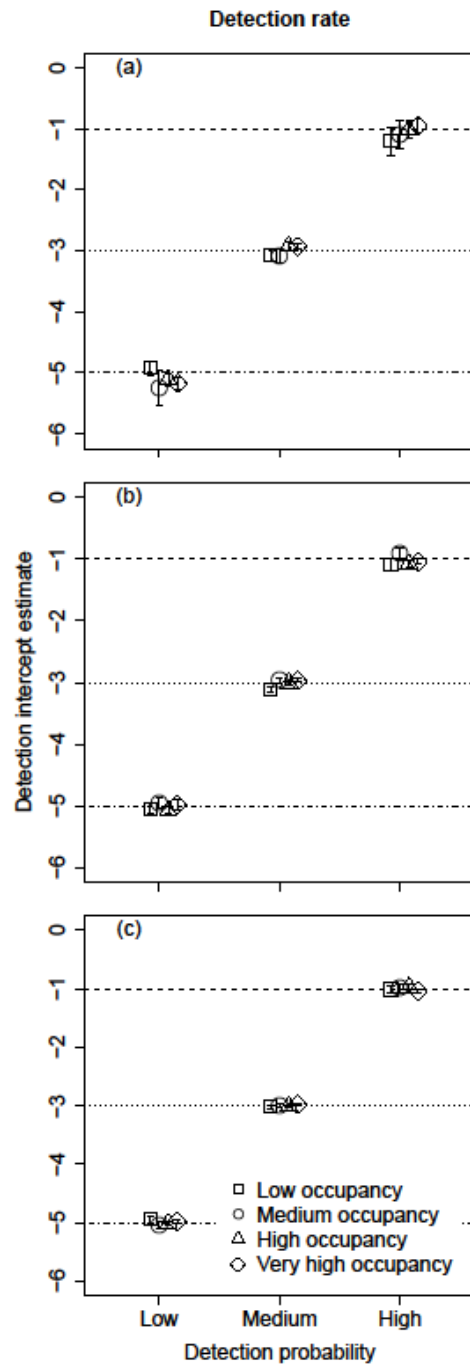 Detection rate
(a)
0
−1
−2
−3
−4
−5
−6
(b)
0
−1
−2
−3
−4
−5
−6
Detection intercept estimate
(c)
0
−1
−2
−3
−4
−5
−6
Low occupancy
Medium occupancy
High occupancy
Very high occupancy
Low Medium High
Detection probability